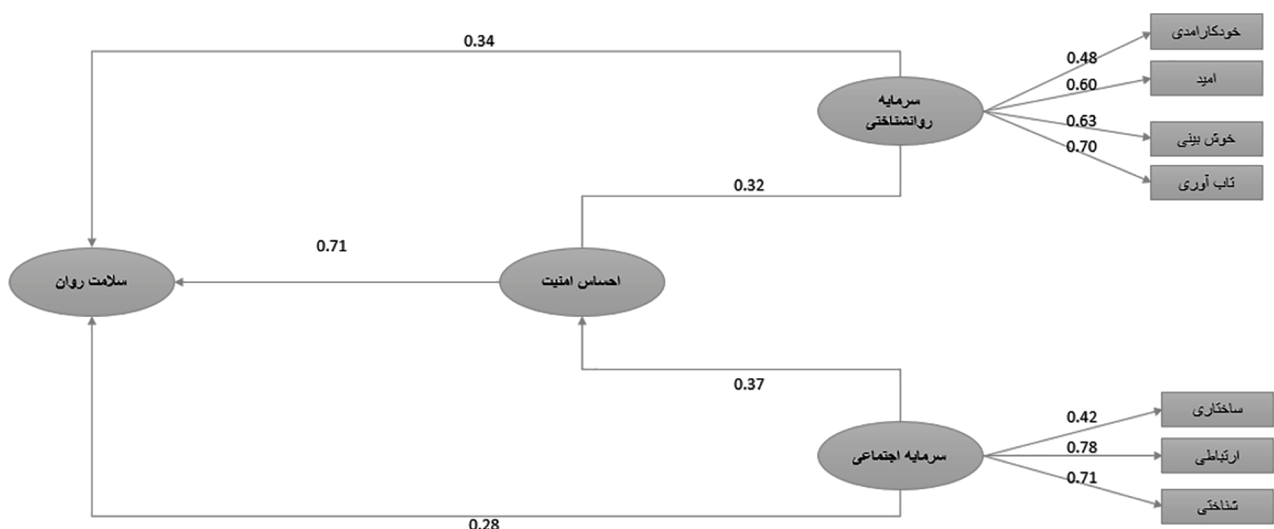 0.34
خودکارامدی
0.48
امید
0.60
سرمایه
روانشناختی
0.63
خوش بینی
0.70
تاب آوری
0.32
0.71
سلامت روان
احساس امنیت
0.37
ساختاری
0.42
سرمایه اجتماعی
0.78
ارتباطی
0.71
شناختی
0.28